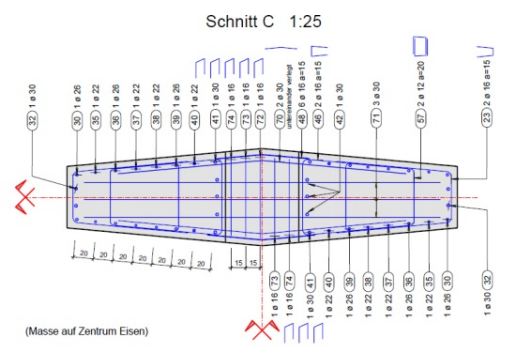 Schnitt C 1:25
32 1 ø 30
30 1 ø 26
35 1 ø 22
36 1 ø 26
37 1 ø 22
38 1 ø 22
39 1 ø 26
40 1 ø 22
41 1 ø 30
74 1 ø 16
73 1 ø 16
72 1 ø 16
70 2 ø 30
untereinander verlegt
48 6 ø 16 a=15
46 2 ø 16 a=15
42 1 ø 30
71 3 ø 30
57 2 ø 12 a=20
23 2 ø 16 a=15
20 20 20 20 20 20 15 15
1 ø 16 73
1 ø 16 74
1 ø 30 41
1 ø 22 40
1 ø 26 39
1 ø 22 38
1 ø 22 37
1 ø 26 36
1 ø 22 35
1 ø 26 30
1 ø 30 32
(Masse auf Zentrum Eisen)